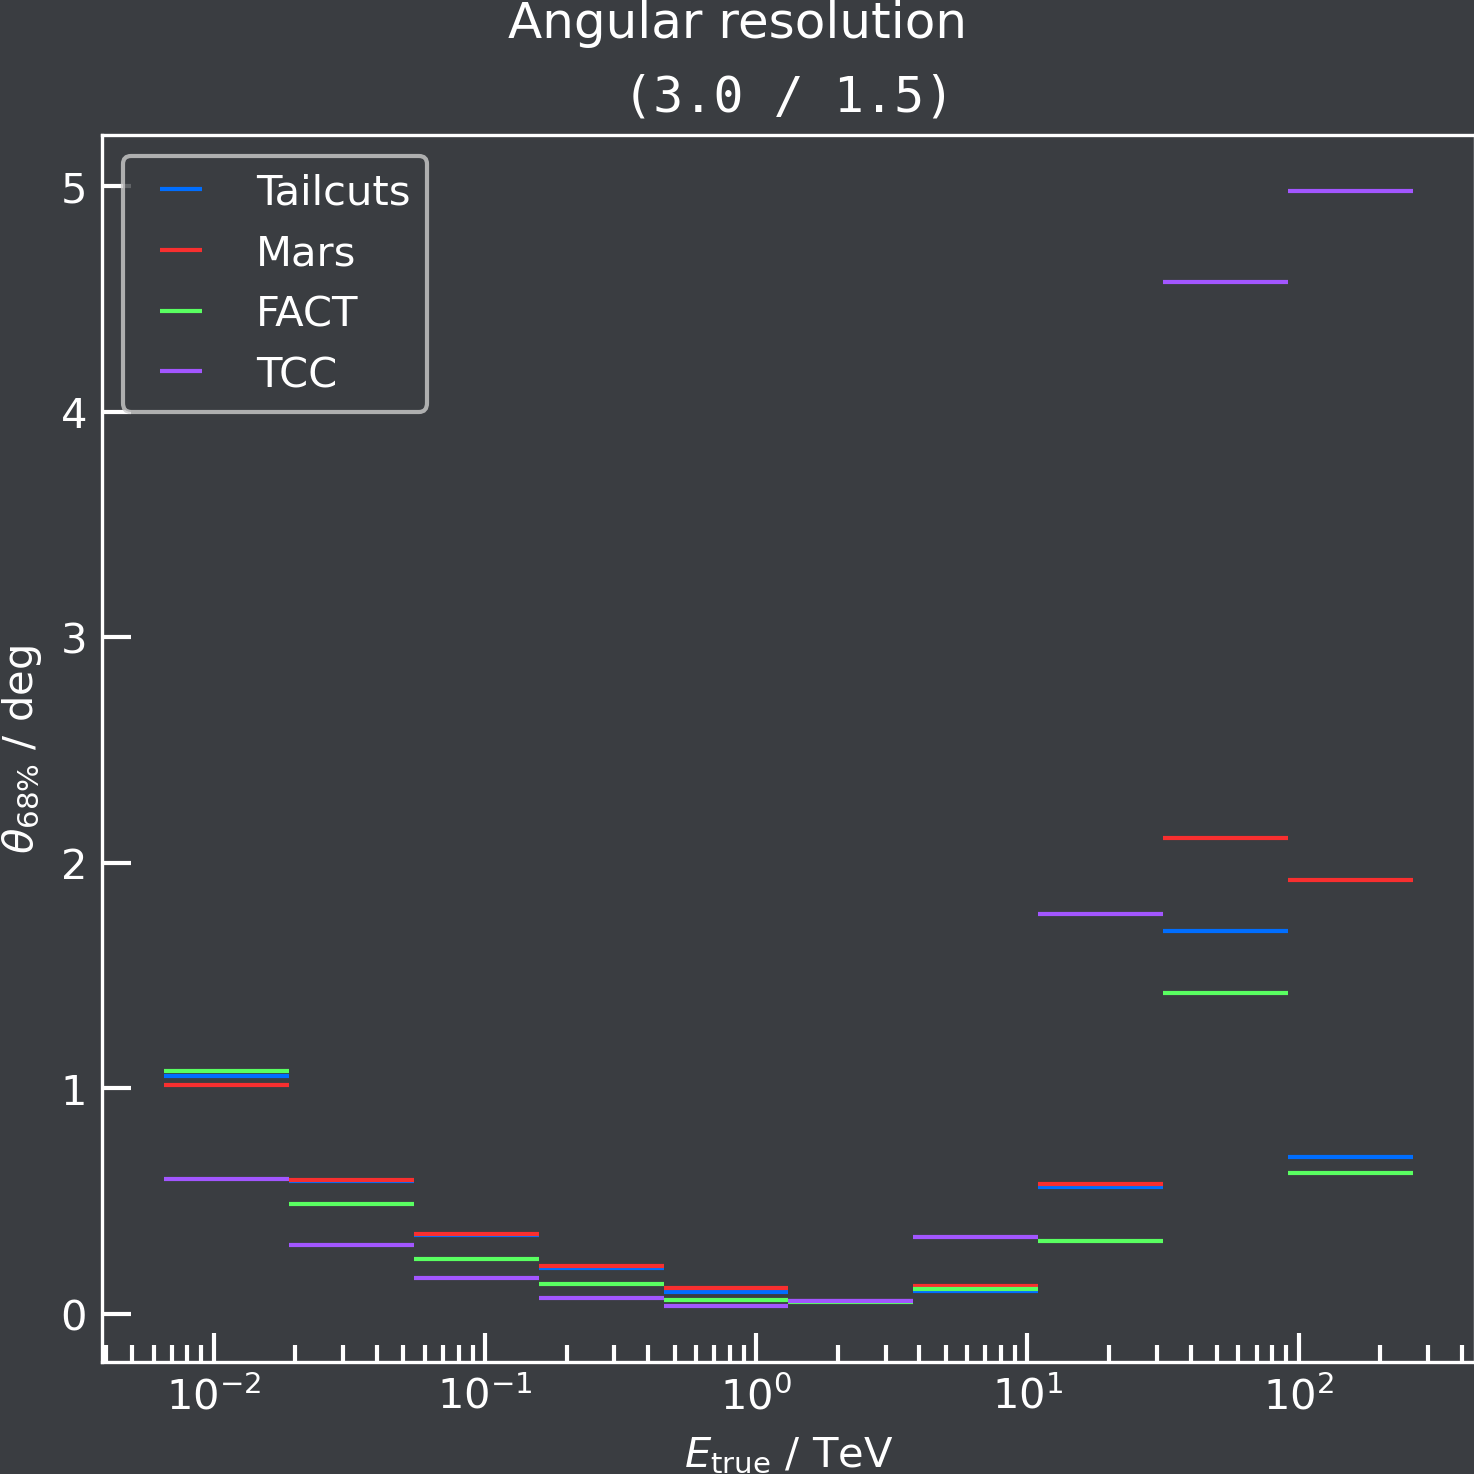 Angular resolution
(3.0 / 1.5)
Tailcuts
Mars
FACT
TCC
5
4
3
2
1
0
θ68% / deg
10⁻² 10⁻¹ 10⁰ 10¹ 10²
Etrue / TeV